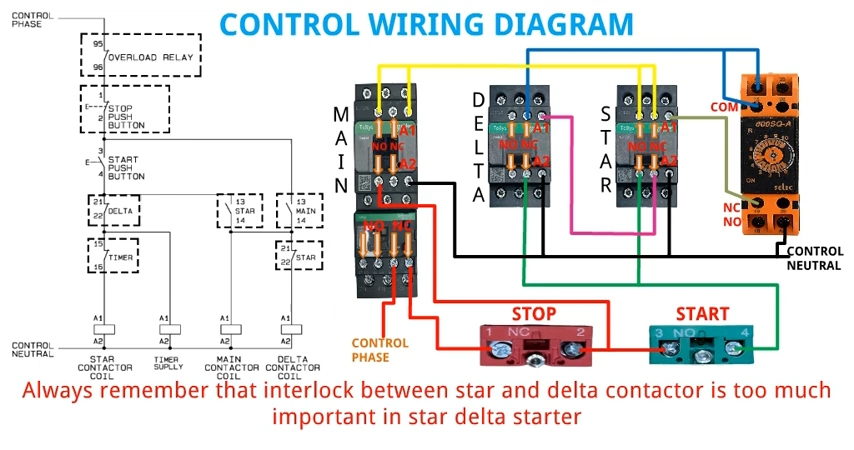 CONTROL WIRING DIAGRAM
CONTROL
PHASE
95
OVERLOAD RELAY
96
1
STOP
PUSH
BUTTON
E
2
3
START
PUSH
BUTTON
E
4
21
DELTA
22
13
STAR
14
13
MAIN
14
15
TIMER
16
21
STAR
22
A1
A1
A1
A1
A2
A2
A2
A2
CONTROL
NEUTRAL
STAR
CONTACTOR
COIL
TIMER
SUPLLY
MAIN
CONTACTOR
COIL
DELTA
CONTACTOR
COIL
MAIN
A1
NO NC
A2
NO NC
DELTA
A1
NO NC
A2
STAR
A1
NO NC
A2
COM
600SQ-A
NC
NO
CONTROL
NEUTRAL
CONTROL
PHASE
STOP
1 NC 2
START
3 NO 4
Always remember that interlock between star and delta contactor is too much
important in star delta starter